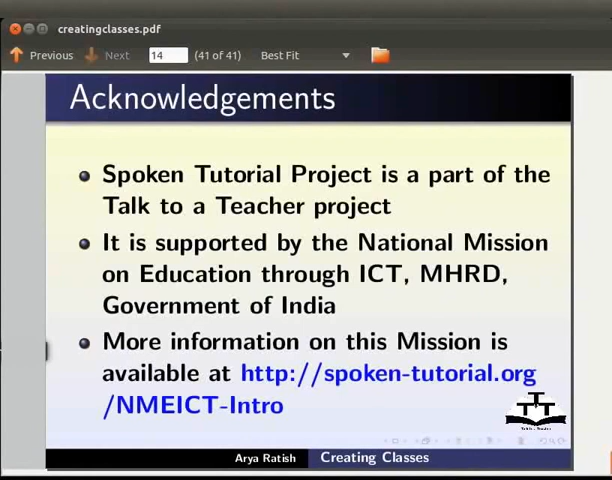 creatingclasses.pdf
Previous Next 14 (41 of 41) Best Fit
Acknowledgements
Spoken Tutorial Project is a part of the
Talk to a Teacher project
It is supported by the National Mission
on Education through ICT, MHRD,
Government of India
More information on this Mission is
available at http://spoken-tutorial.org
/NMEICT-Intro
Arya Ratish Creating Classes